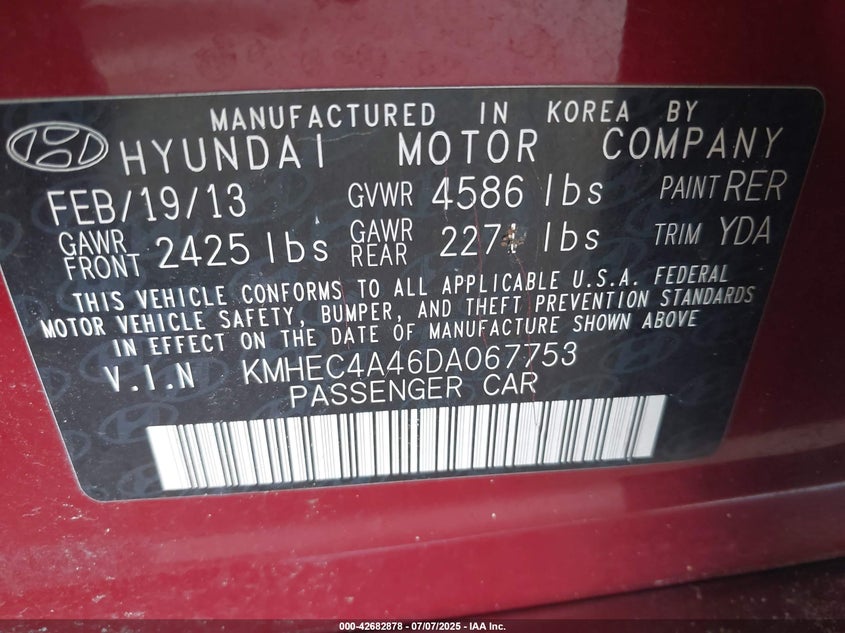 MANUFACTURED IN KOREA BY
HYUNDAI MOTOR COMPANY
FEB/19/13 GVWR 4586 lbs PAINT RER
GAWR FRONT 2425 lbs GAWR REAR lbs TRIM YDA
THIS VEHICLE CONFORMS TO ALL APPLICABLE U.S.A. FEDERAL
MOTOR VEHICLE SAFETY, BUMPER, AND THEFT PREVENTION STANDARDS
IN EFFECT ON THE DATE OF MANUFACTURE SHOWN ABOVE
V.I.N KMHEC4A46DA067753
PASSENGER CAR
000-42682878 - 07/07/2025 - IAA Inc.